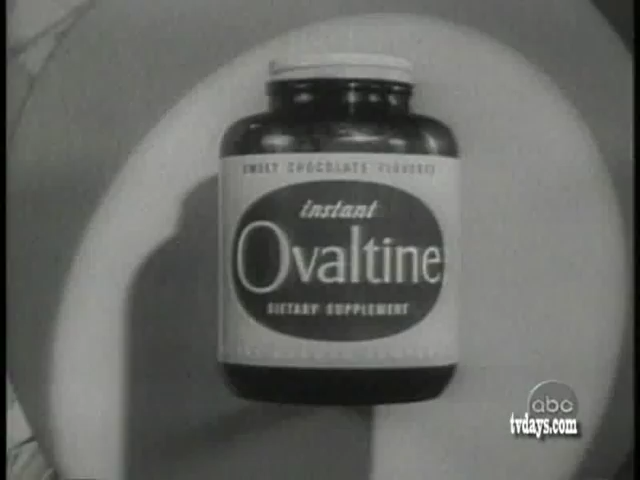 SWEET CHOCOLATE FLAVORED
instant
Ovaltine
DIETARY SUPPLEMENT
abc
tvdays.com